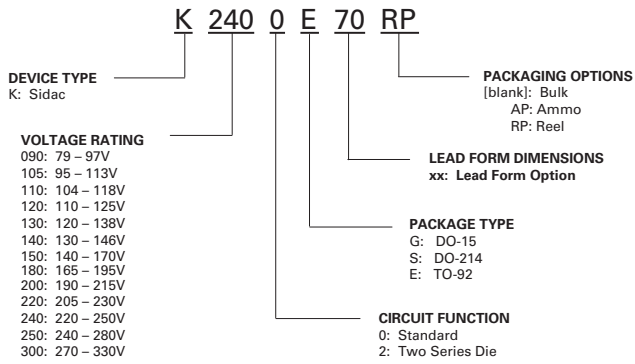 K 240 0 E 70 RP
DEVICE TYPE
K: Sidac
VOLTAGE RATING
090: 79 – 97V
105: 95 – 113V
110: 104 – 118V
120: 110 – 125V
130: 120 – 138V
140: 130 – 146V
150: 140 – 170V
180: 165 – 195V
200: 190 – 215V
220: 205 – 230V
240: 220 – 250V
250: 240 – 280V
300: 270 – 330V
PACKAGING OPTIONS
[blank]: Bulk
AP: Ammo
RP: Reel
LEAD FORM DIMENSIONS
xx: Lead Form Option
PACKAGE TYPE
G: DO-15
S: DO-214
E: TO-92
CIRCUIT FUNCTION
0: Standard
2: Two Series Die